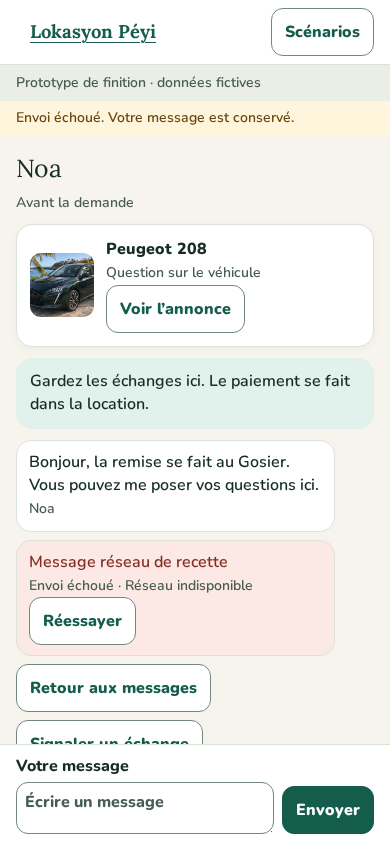 Lokasyon Péyi
Scénarios
Prototype de finition · données fictives
Envoi échoué. Votre message est conservé.
Noa
Avant la demande
Peugeot 208
Question sur le véhicule
Voir l’annonce
Gardez les échanges ici. Le paiement se fait
dans la location.
Bonjour, la remise se fait au Gosier.
Vous pouvez me poser vos questions ici.
Noa
Message réseau de recette
Envoi échoué · Réseau indisponible
Réessayer
Retour aux messages
Signaler un échange
Votre message
Écrire un message
Envoyer